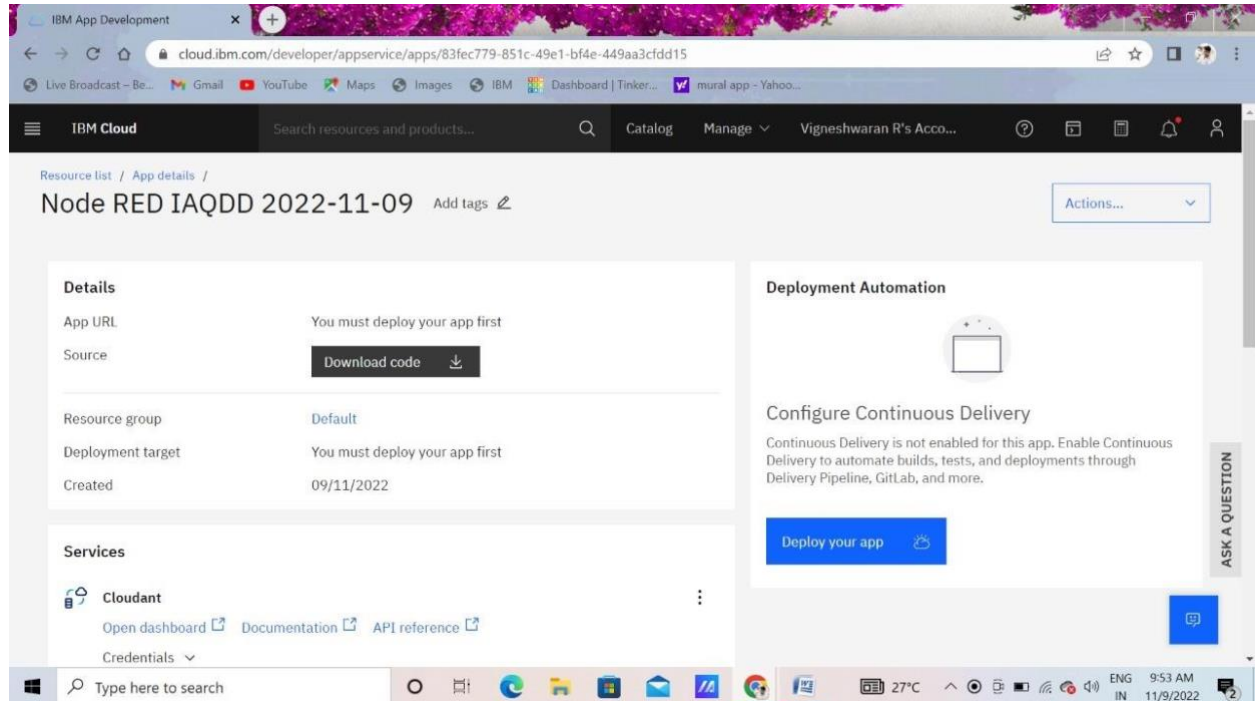 IBM App Development
cloud.ibm.com/developer/appservice/apps/83fec779-851c-49e1-bf4e-449aa3cfdd15
Live Broadcast – Be... Gmail YouTube Maps Images IBM Dashboard | Tinker... mural app - Yahoo...
IBM Cloud Search resources and products... Catalog Manage Vigneshwaran R's Acco...
Resource list / App details /
Node RED IAQDD 2022-11-09 Add tags
Actions...
Details
App URL You must deploy your app first
Source Download code
Resource group Default
Deployment target You must deploy your app first
Created 09/11/2022
Services
Cloudant
Open dashboard Documentation API reference
Credentials
Deployment Automation
Configure Continuous Delivery
Continuous Delivery is not enabled for this app. Enable Continuous
Delivery to automate builds, tests, and deployments through
Delivery Pipeline, GitLab, and more.
Deploy your app
ASK A QUESTION
Type here to search
27°C
ENG
IN
9:53 AM
11/9/2022
2